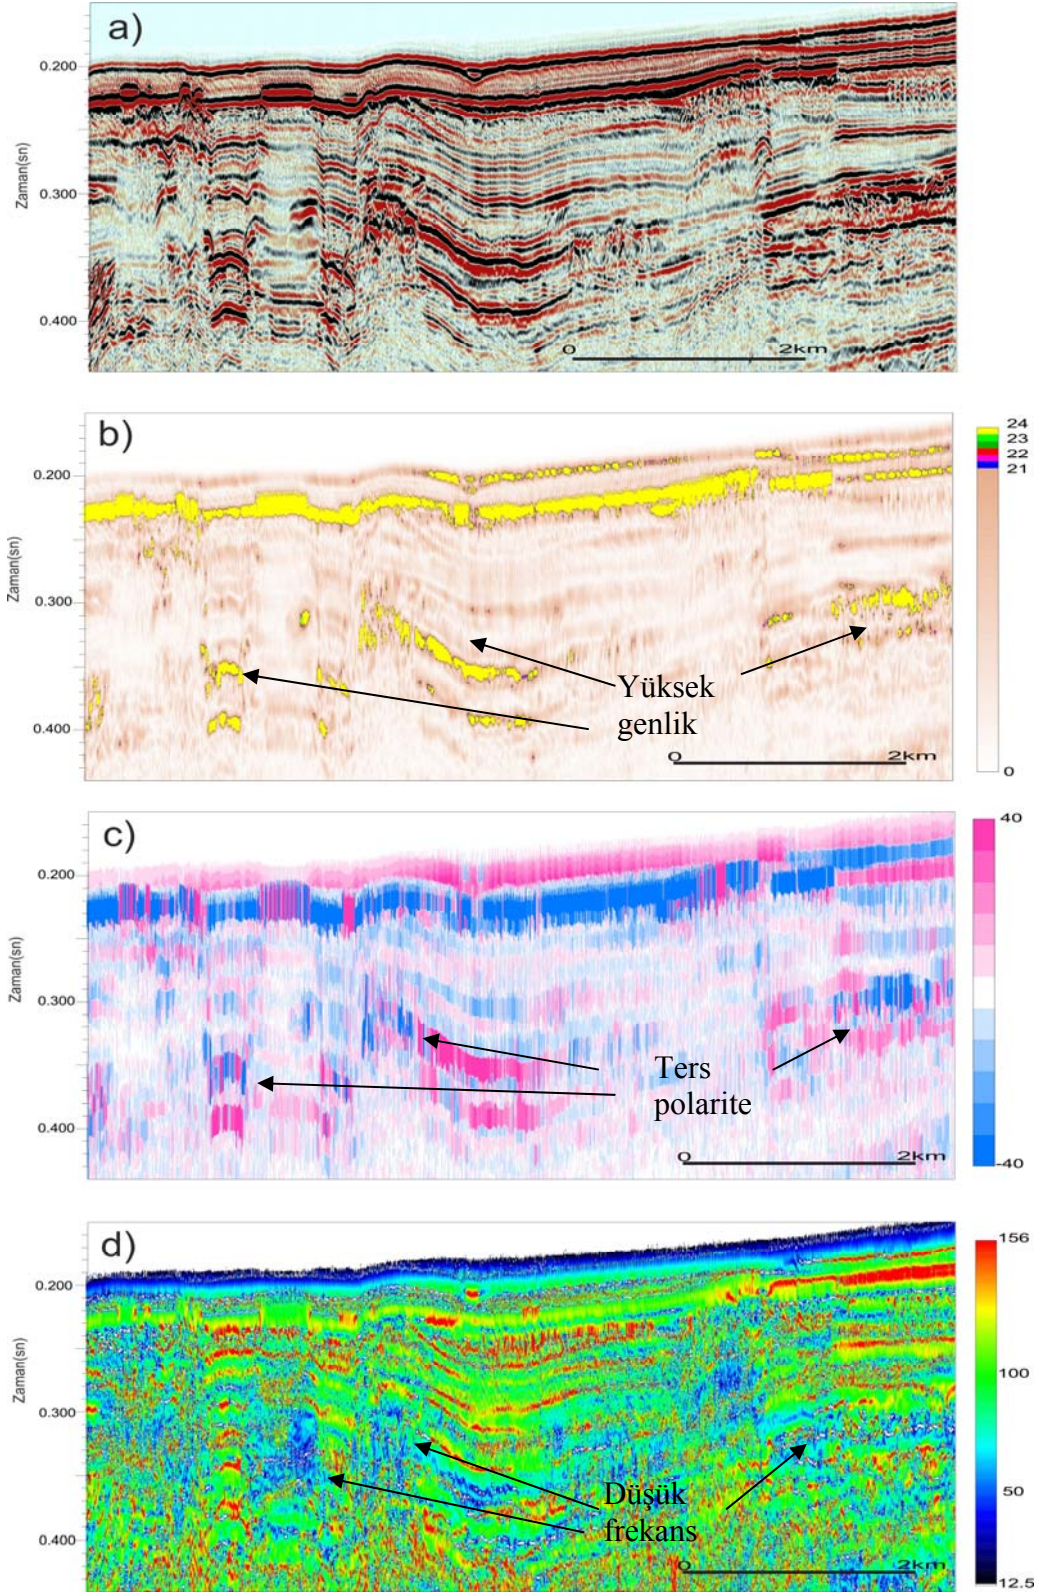 a)
0.200
0.300
0.400
Zaman(sn)
0
2km
b)
0.200
0.300
0.400
Zaman(sn)
Yüksek
genlik
0
2km
24
23
22
21
0
c)
0.200
0.300
0.400
Zaman(sn)
Ters
polarite
0
2km
40
-40
d)
0.200
0.300
0.400
Zaman(sn)
Düşük
frekans
0
2km
156
100
50
12.5